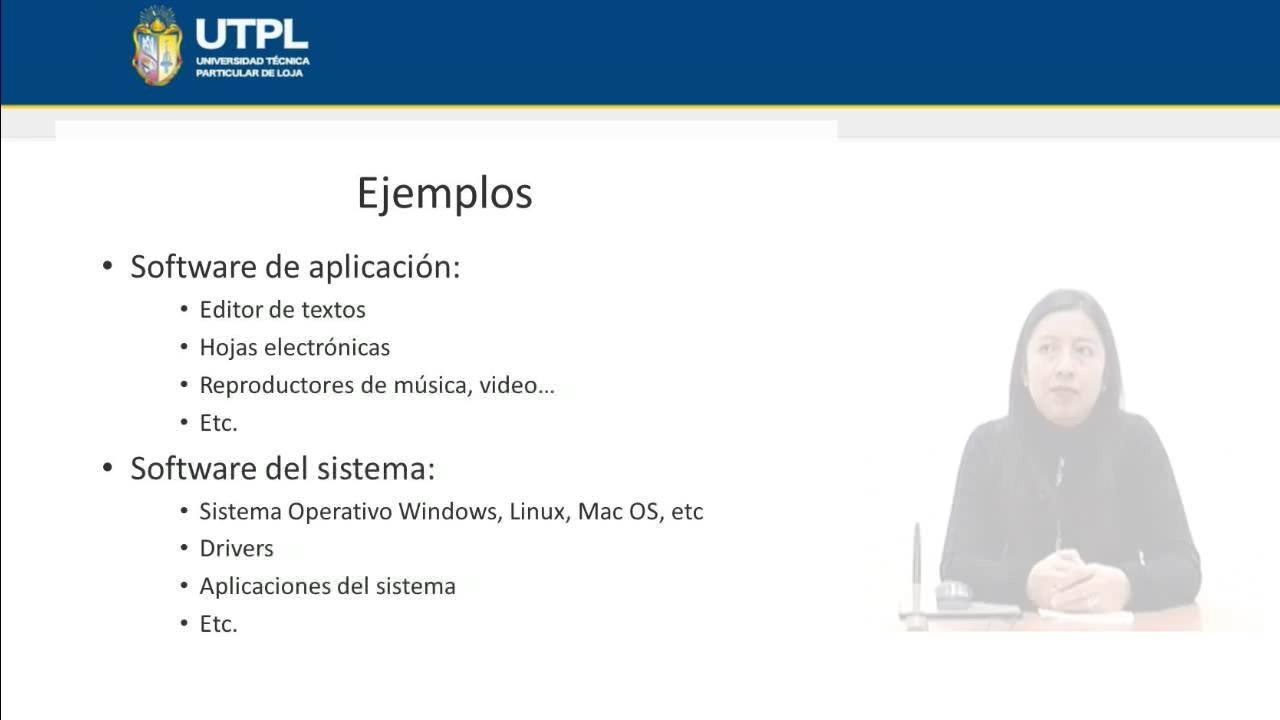 UTPL
UNIVERSIDAD TÉCNICA
PARTICULAR DE LOJA
Ejemplos
• Software de aplicación:
• Editor de textos
• Hojas electrónicas
• Reproductores de música, video...
• Etc.
• Software del sistema:
• Sistema Operativo Windows, Linux, Mac OS, etc
• Drivers
• Aplicaciones del sistema
• Etc.